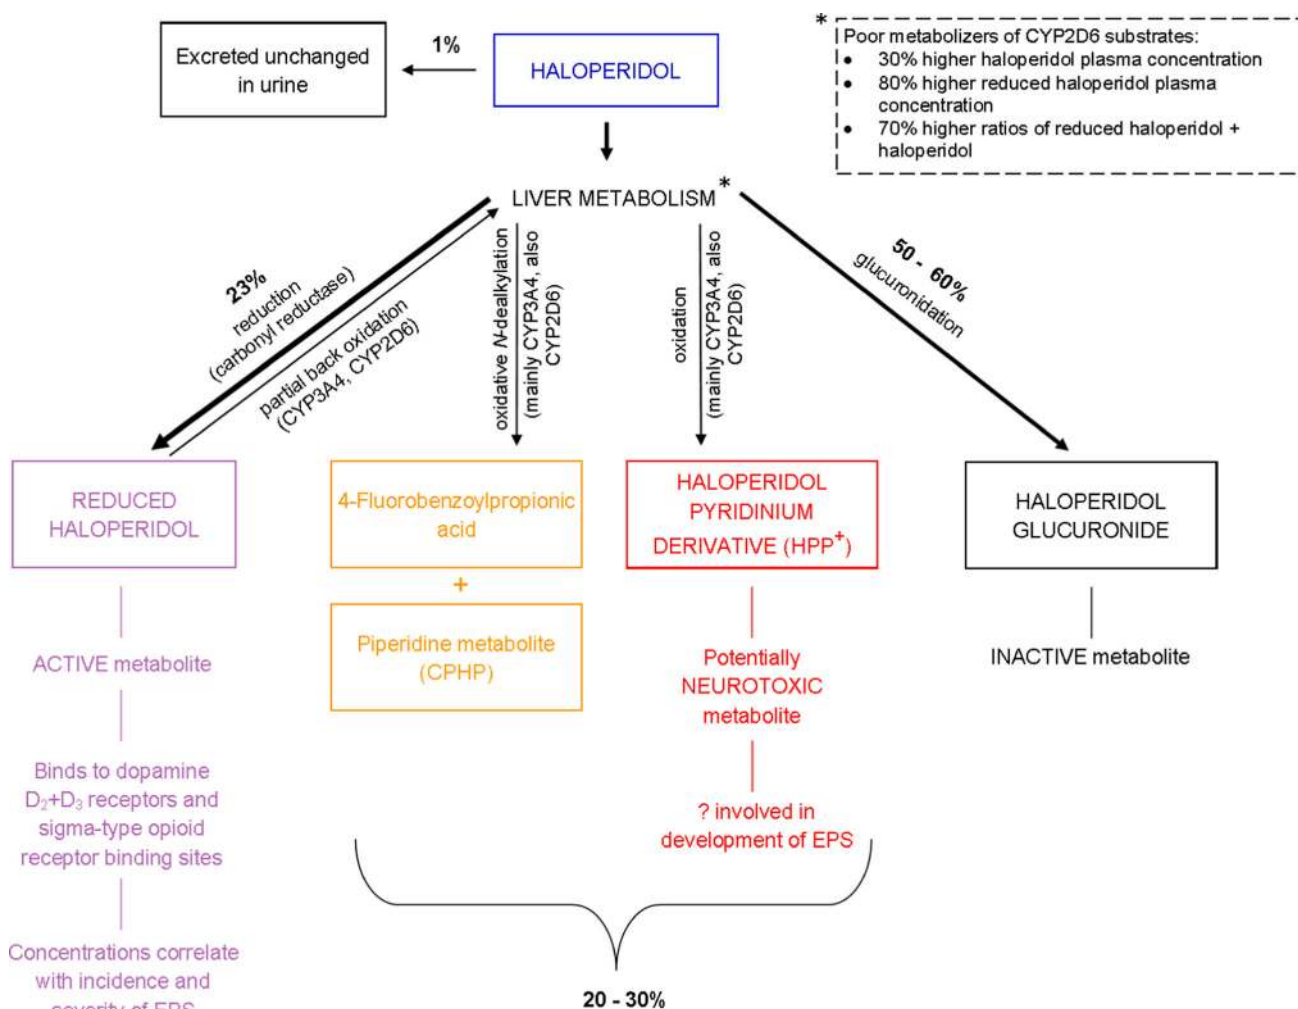 Excreted unchanged
in urine
1%
HALOPERIDOL
*
Poor metabolizers of CYP2D6 substrates:
• 30% higher haloperidol plasma concentration
• 80% higher reduced haloperidol plasma
concentration
• 70% higher ratios of reduced haloperidol +
haloperidol
LIVER METABOLISM*
23%
reduction
(carbonyl reductase)
partial back oxidation
(CYP3A4, CYP2D6)
oxidative N-dealkylation
(mainly CYP3A4, also
CYP2D6)
oxidation
(mainly CYP3A4, also
CYP2D6)
50 - 60%
glucuronidation
REDUCED
HALOPERIDOL
ACTIVE metabolite
Binds to dopamine
D₂+D₃ receptors and
sigma-type opioid
receptor binding sites
Concentrations correlate
with incidence and
severity of EPS
4-Fluorobenzoylpropionic
acid
+
Piperidine metabolite
(CPHP)
HALOPERIDOL
PYRIDINIUM
DERIVATIVE (HPP⁺)
Potentially
NEUROTOXIC
metabolite
? involved in
development of EPS
HALOPERIDOL
GLUCURONIDE
INACTIVE metabolite
20 - 30%